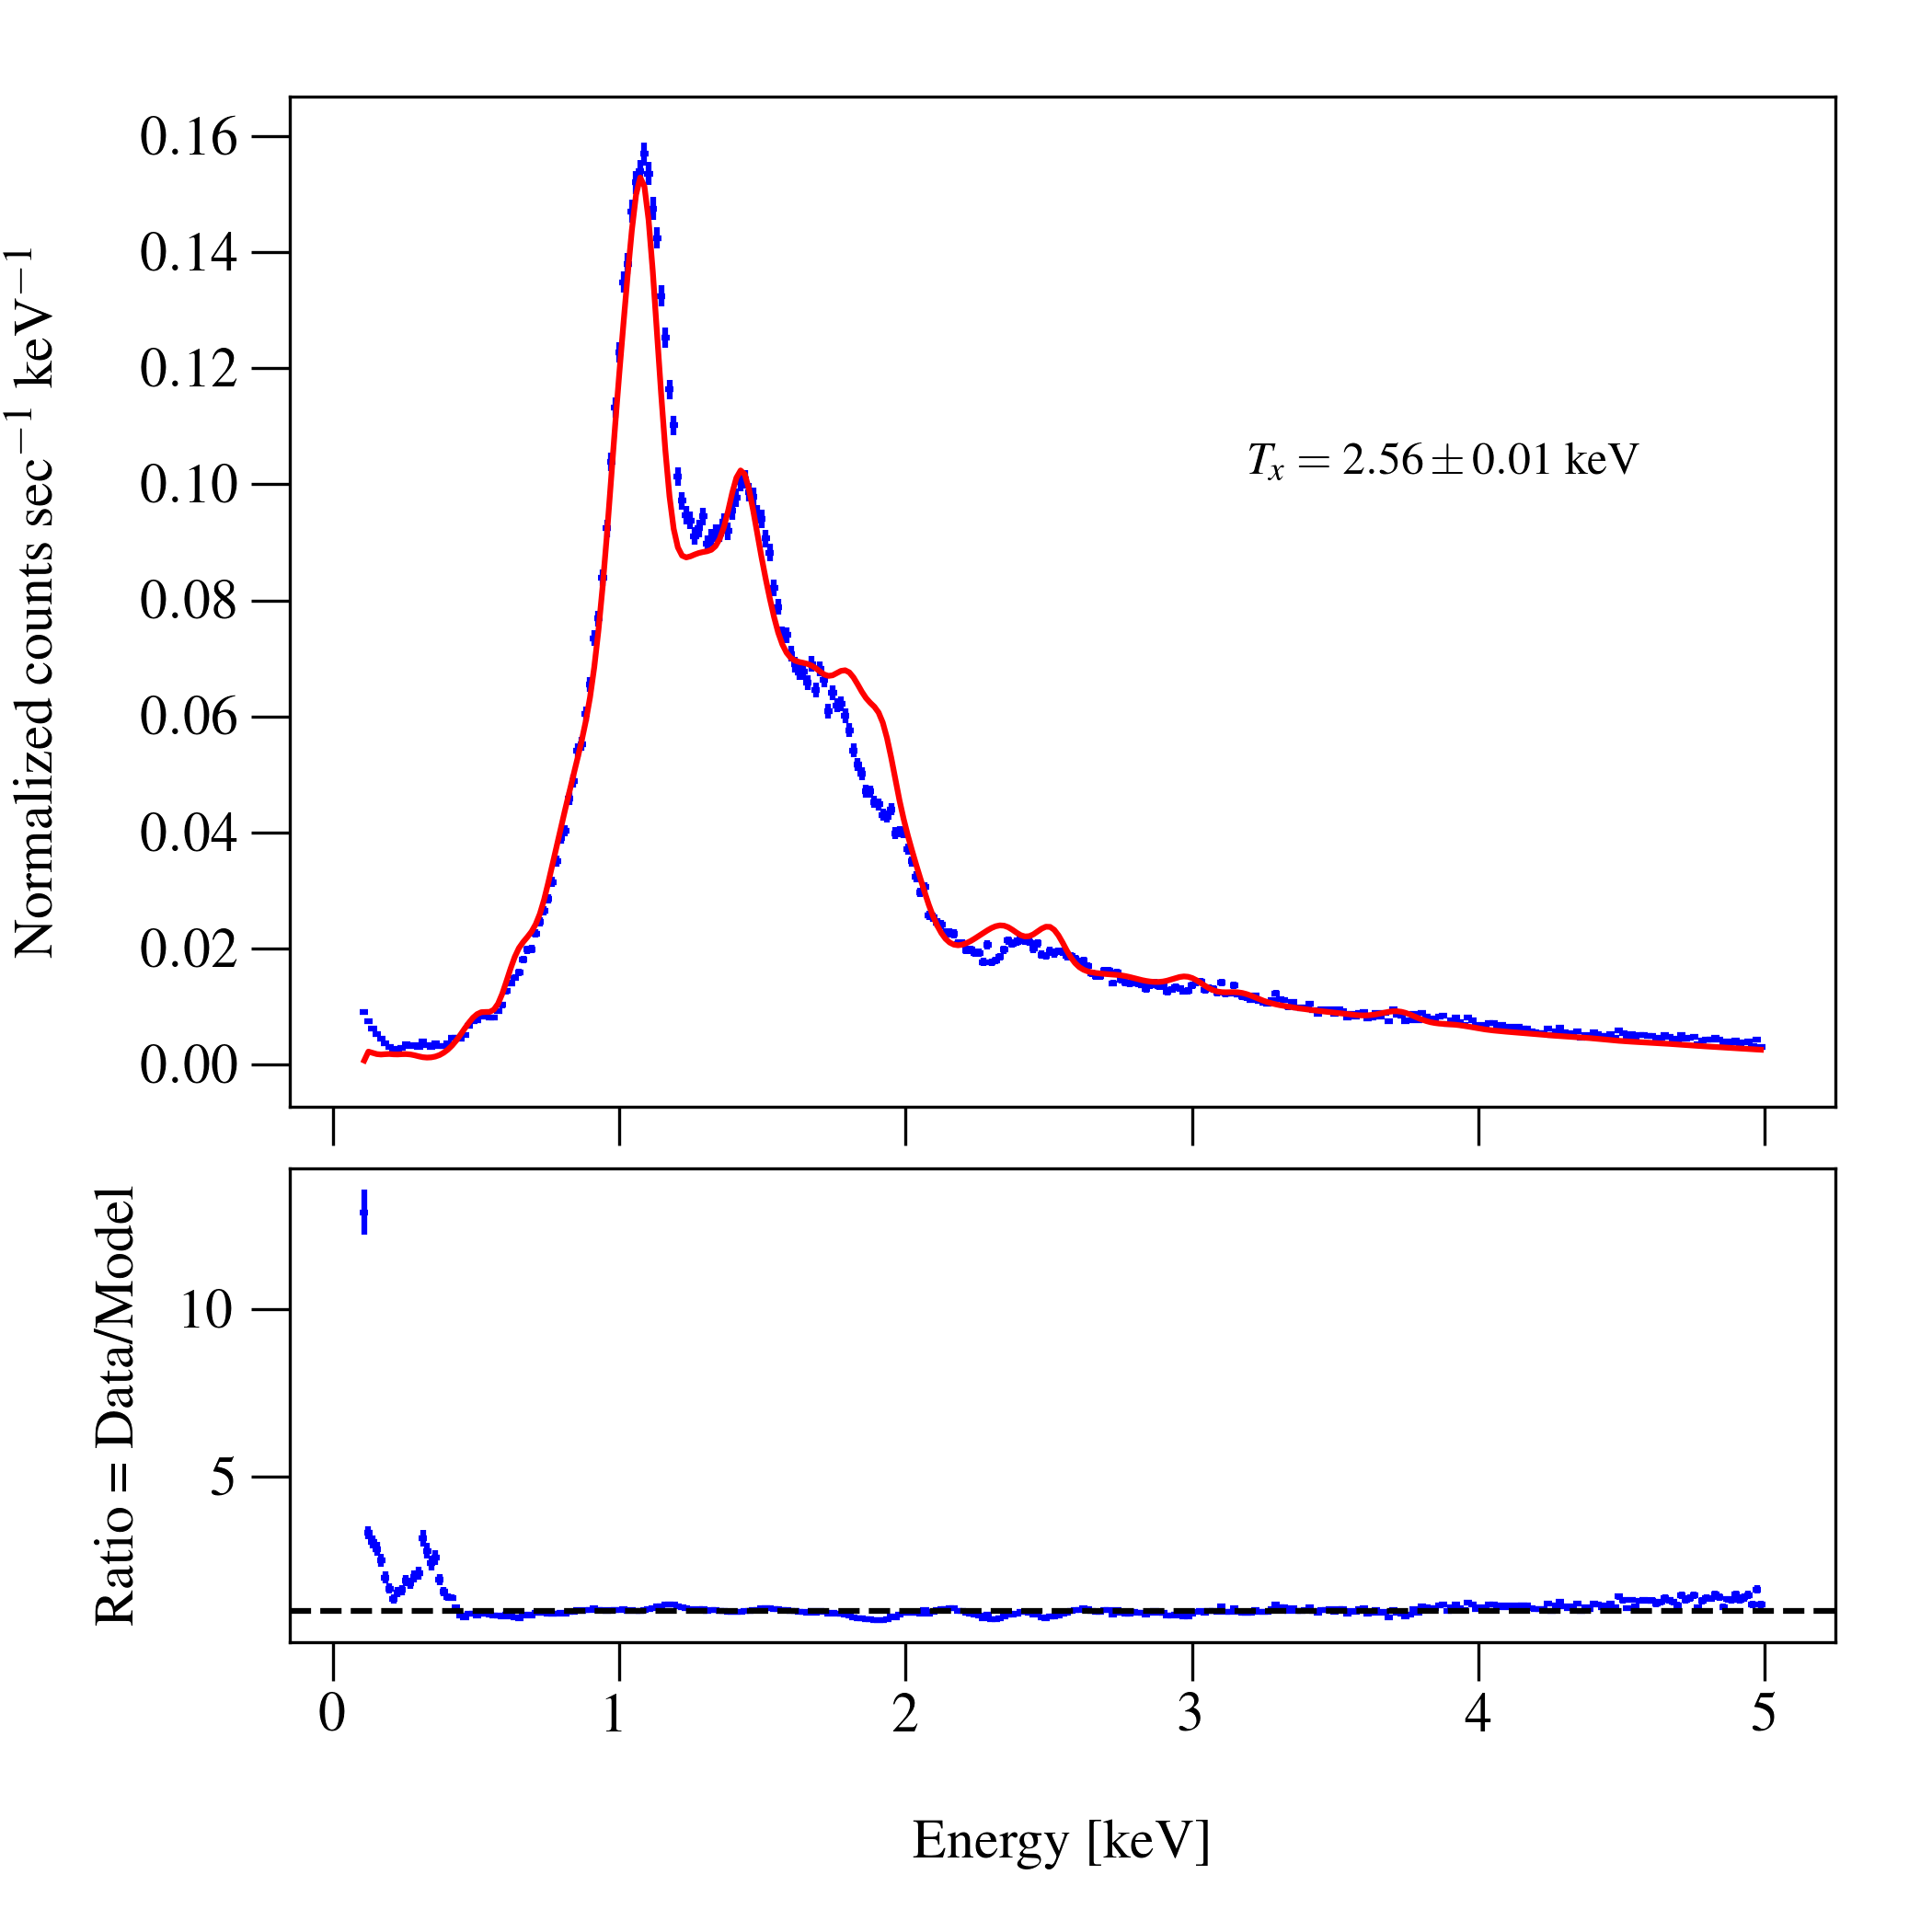 Normalized counts sec⁻¹ keV⁻¹
0.16
0.14
0.12
0.10
0.08
0.06
0.04
0.02
0.00
Tₓ = 2.56 ± 0.01 keV
Ratio = Data/Model
10
5
0 1 2 3 4 5
Energy [keV]